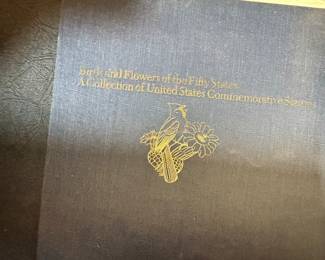 Birds and Flowers of the Fifty States
A Collection of United States Commemorative Stamps